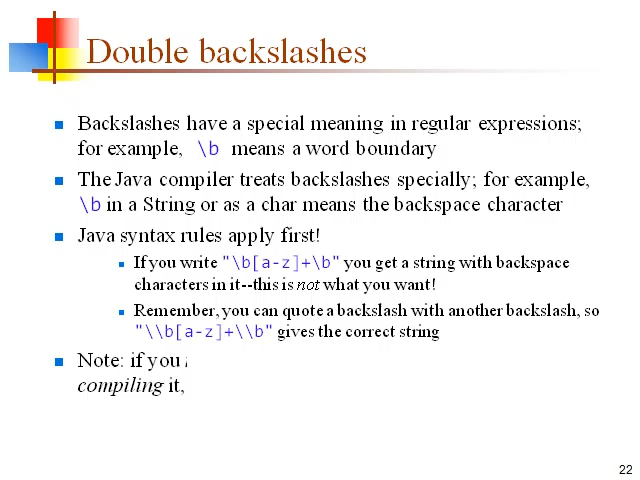 Double backslashes
Backslashes have a special meaning in regular expressions;
for example, \b means a word boundary
The Java compiler treats backslashes specially; for example,
\b in a String or as a char means the backspace character
Java syntax rules apply first!
If you write "\b[a-z]+\b" you get a string with backspace
characters in it--this is not what you want!
Remember, you can quote a backslash with another backslash, so
"\\b[a-z]+\\b" gives the correct string
Note: if you
compiling it,
22